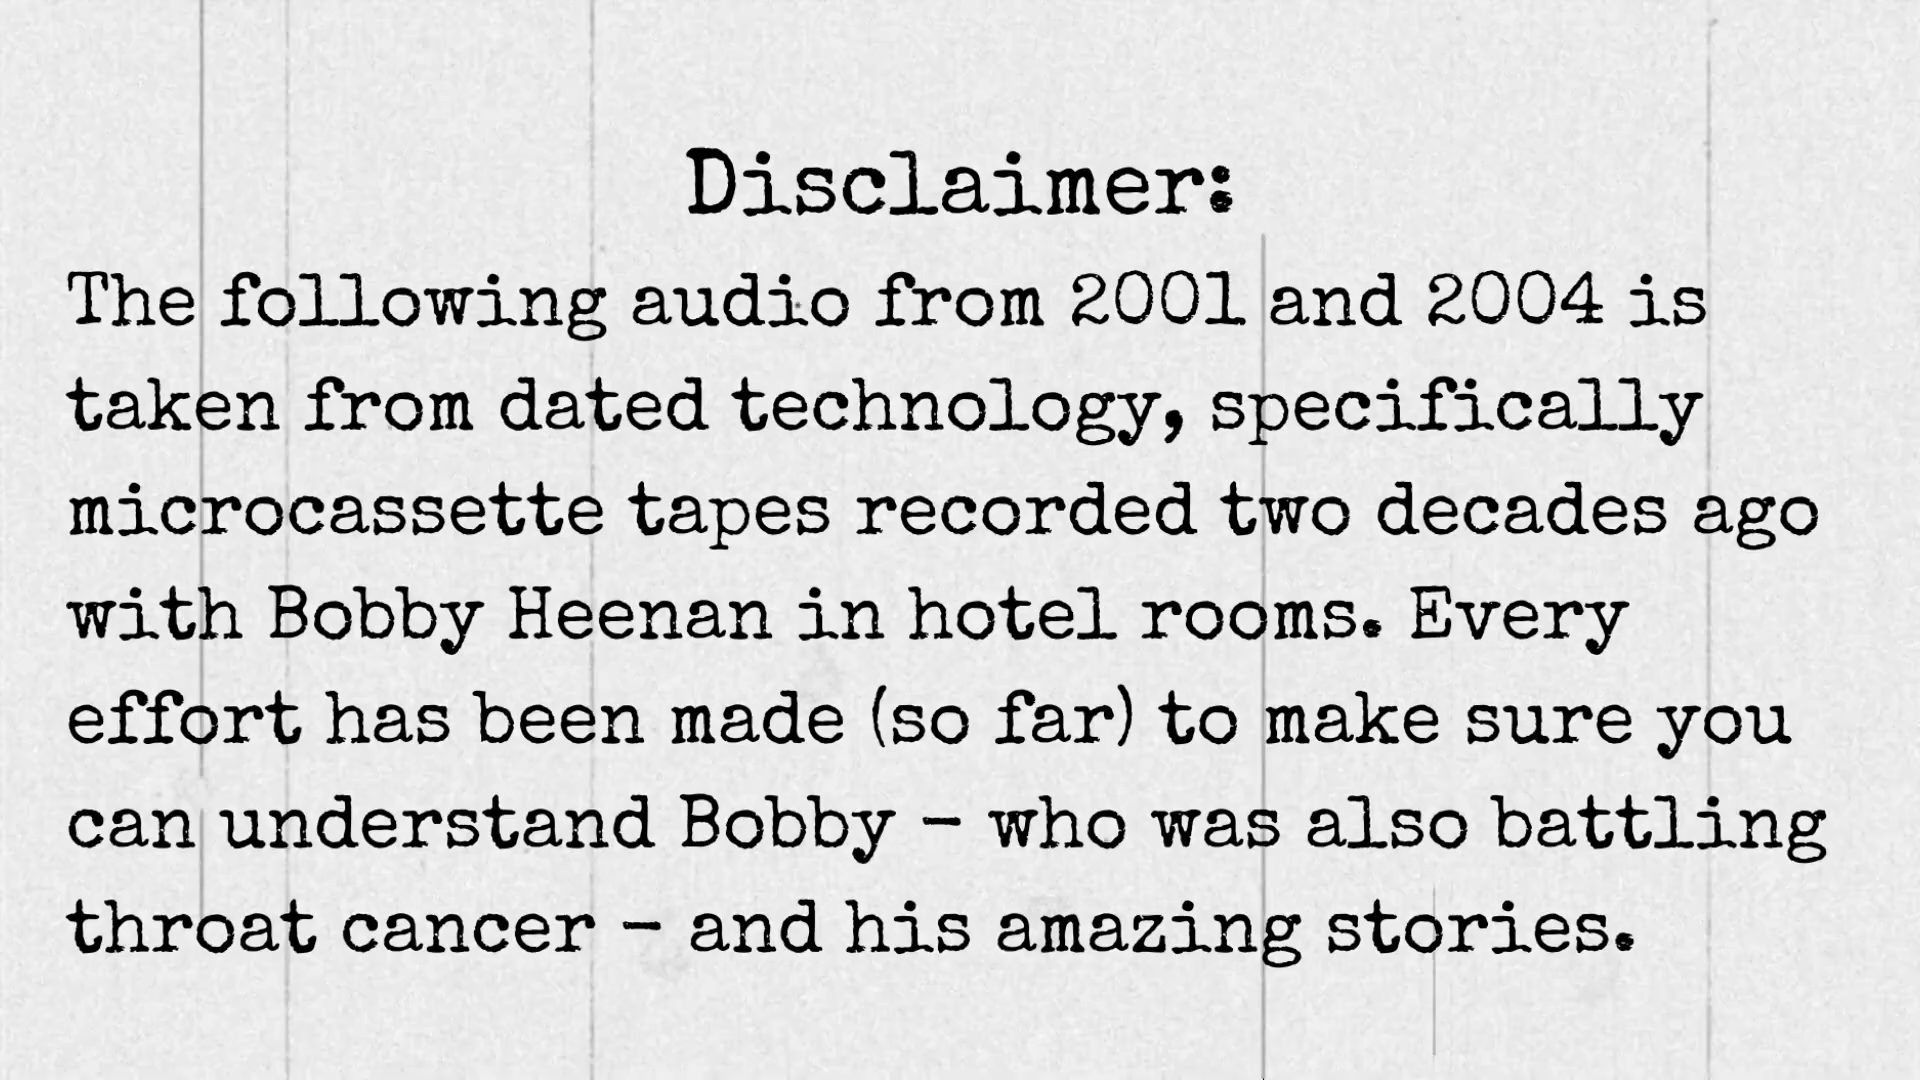 Disclaimer:
The following audio from 2001 and 2004 is
taken from dated technology, specifically
microcassette tapes recorded two decades ago
with Bobby Heenan in hotel rooms. Every
effort has been made (so far) to make sure you
can understand Bobby – who was also battling
throat cancer – and his amazing stories.